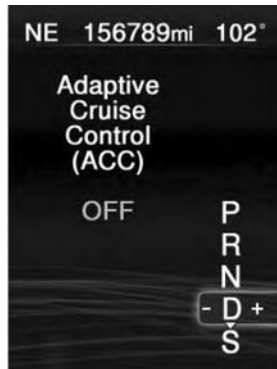 NE 156789mi 102°
Adaptive
Cruise
Control
(ACC)
OFF
P
R
N
- D +
S